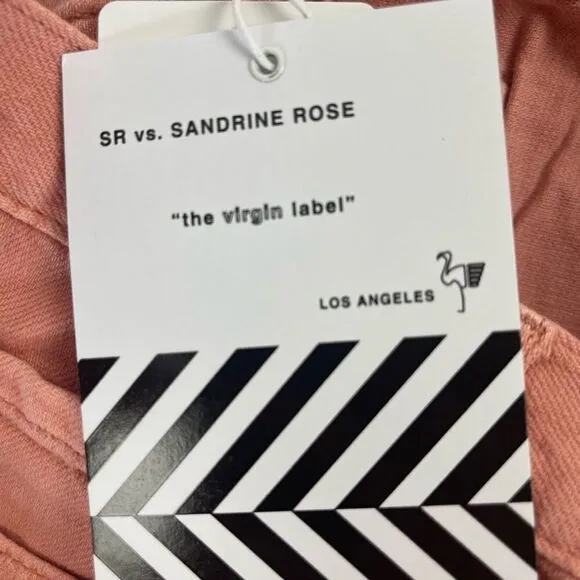 SR vs. SANDRINE ROSE
“the virgin label”
LOS ANGELES